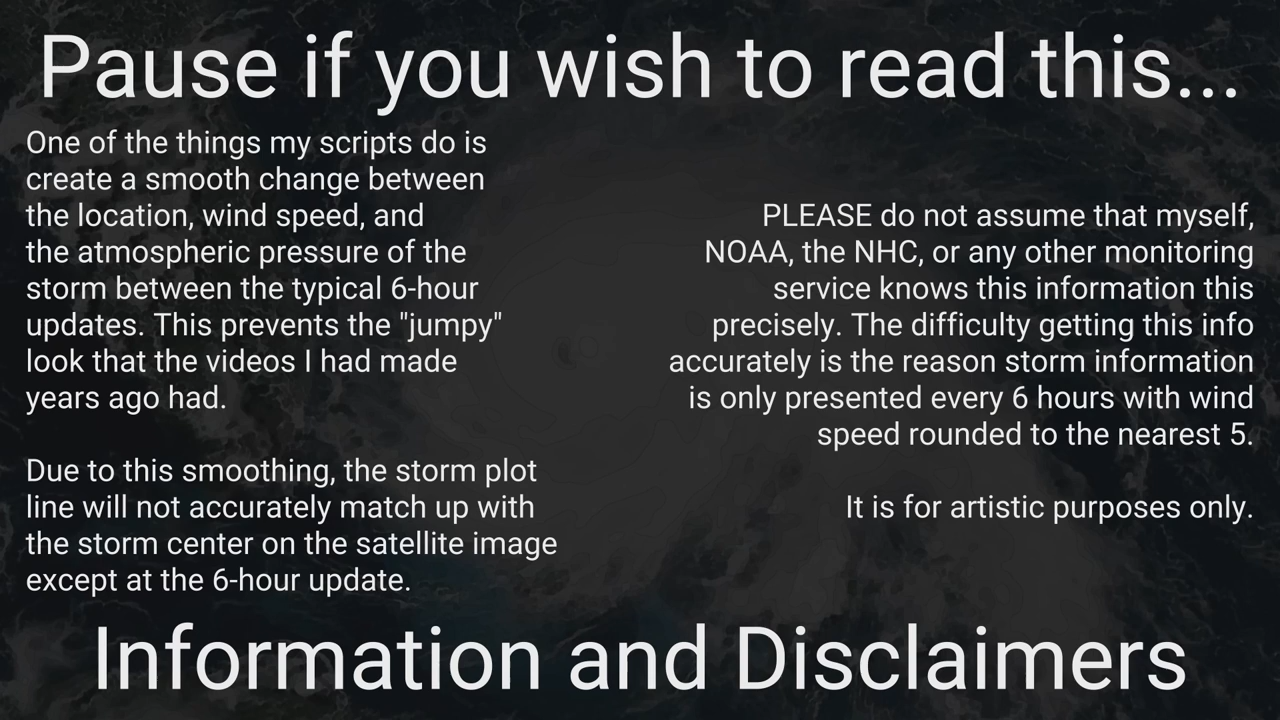 Pause if you wish to read this...
One of the things my scripts do is
create a smooth change between
the location, wind speed, and
the atmospheric pressure of the
storm between the typical 6-hour
updates. This prevents the "jumpy"
look that the videos I had made
years ago had.
Due to this smoothing, the storm plot
line will not accurately match up with
the storm center on the satellite image
except at the 6-hour update.
PLEASE do not assume that myself,
NOAA, the NHC, or any other monitoring
service knows this information this
precisely. The difficulty getting this info
accurately is the reason storm information
is only presented every 6 hours with wind
speed rounded to the nearest 5.
It is for artistic purposes only.
Information and Disclaimers